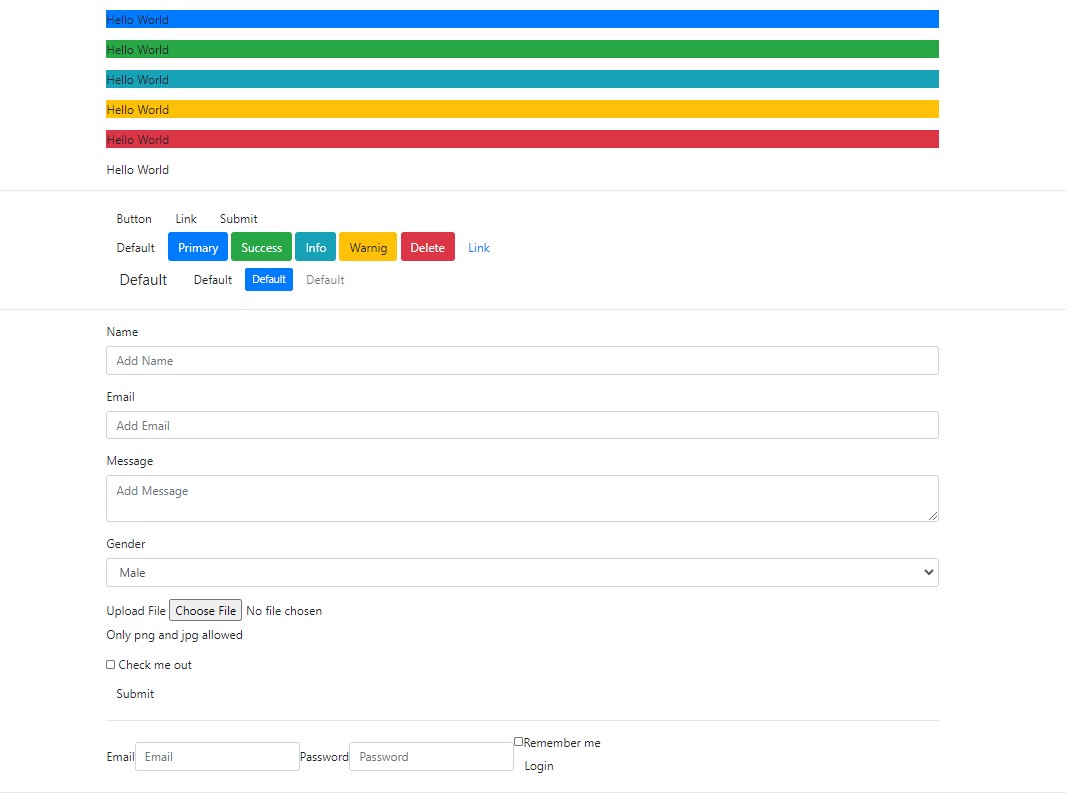 Hello World
Hello World
Hello World
Hello World
Hello World
Hello World
Button Link Submit
Default Primary Success Info Warnig Delete Link
Default Default Default Default
Name
Add Name
Email
Add Email
Message
Add Message
Gender
Male
Upload File Choose File No file chosen
Only png and jpg allowed
Check me out
Submit
Email Email Password Password Remember me
Login